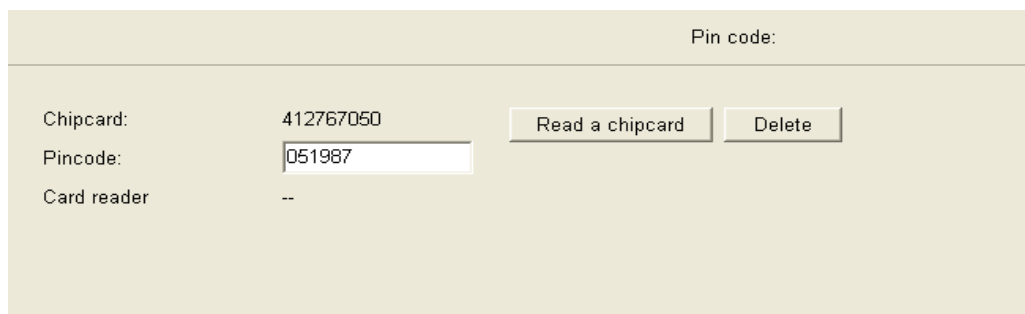 Pin code:
Chipcard: 412767050 Read a chipcard Delete
Pincode: 051987
Card reader --